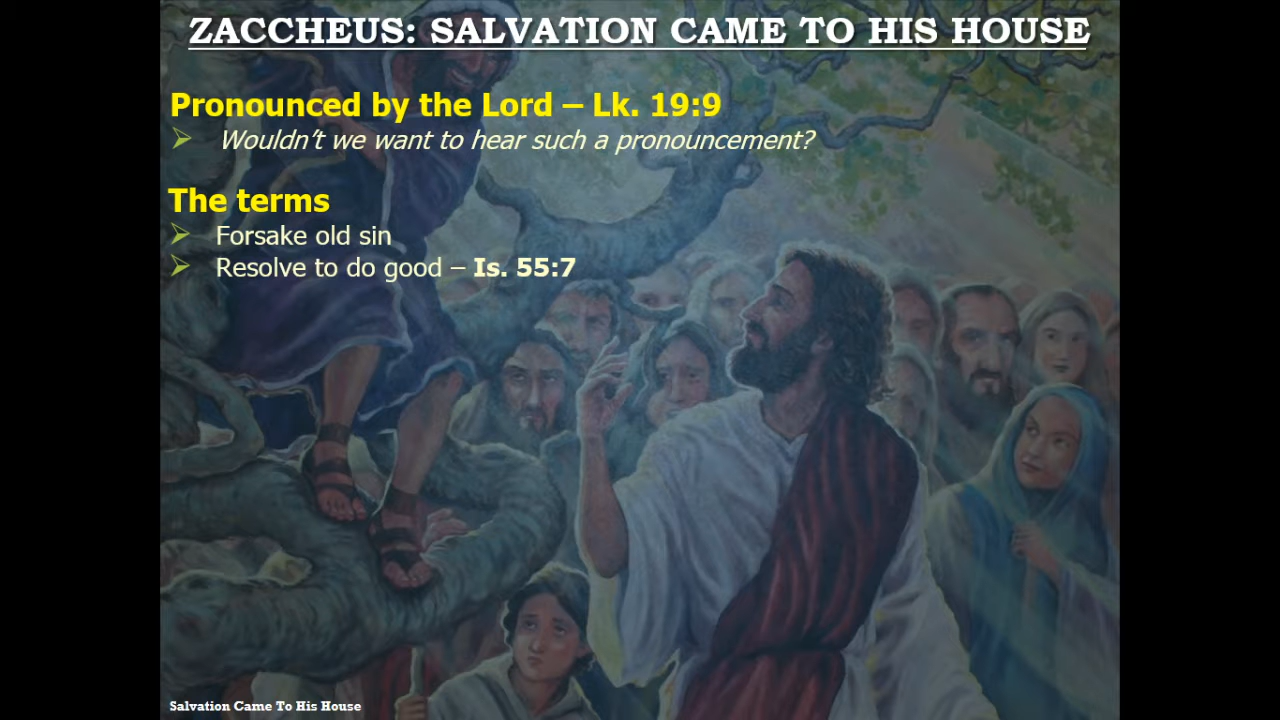 ZACCHEUS: SALVATION CAME TO HIS HOUSE
Pronounced by the Lord – Lk. 19:9
Wouldn't we want to hear such a pronouncement?
The terms
Forsake old sin
Resolve to do good – Is. 55:7
Salvation Came To His House